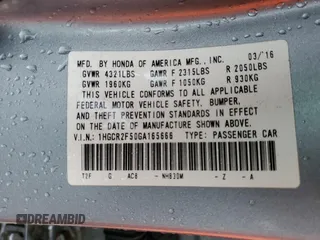 MFD. BY HONDA OF AMERICA MFG., INC. 03/16
GVWR 4321LBS GAWR F 2315LBS R 2050LBS
GVWR 1960KG GAWR F 1050KG R 930KG
THIS VEHICLE CONFORMS TO ALL APPLICABLE
FEDERAL MOTOR VEHICLE SAFETY, BUMPER,
AND THEFT PREVENTION STANDARDS IN EFFECT
ON THE DATE OF MANUFACTURE SHOWN ABOVE.
V.I.N.: 1HGCR2F50GA165666 TYPE: PASSENGER CAR
T2F G AC8 - NH830M - Z - A
DREAMBID